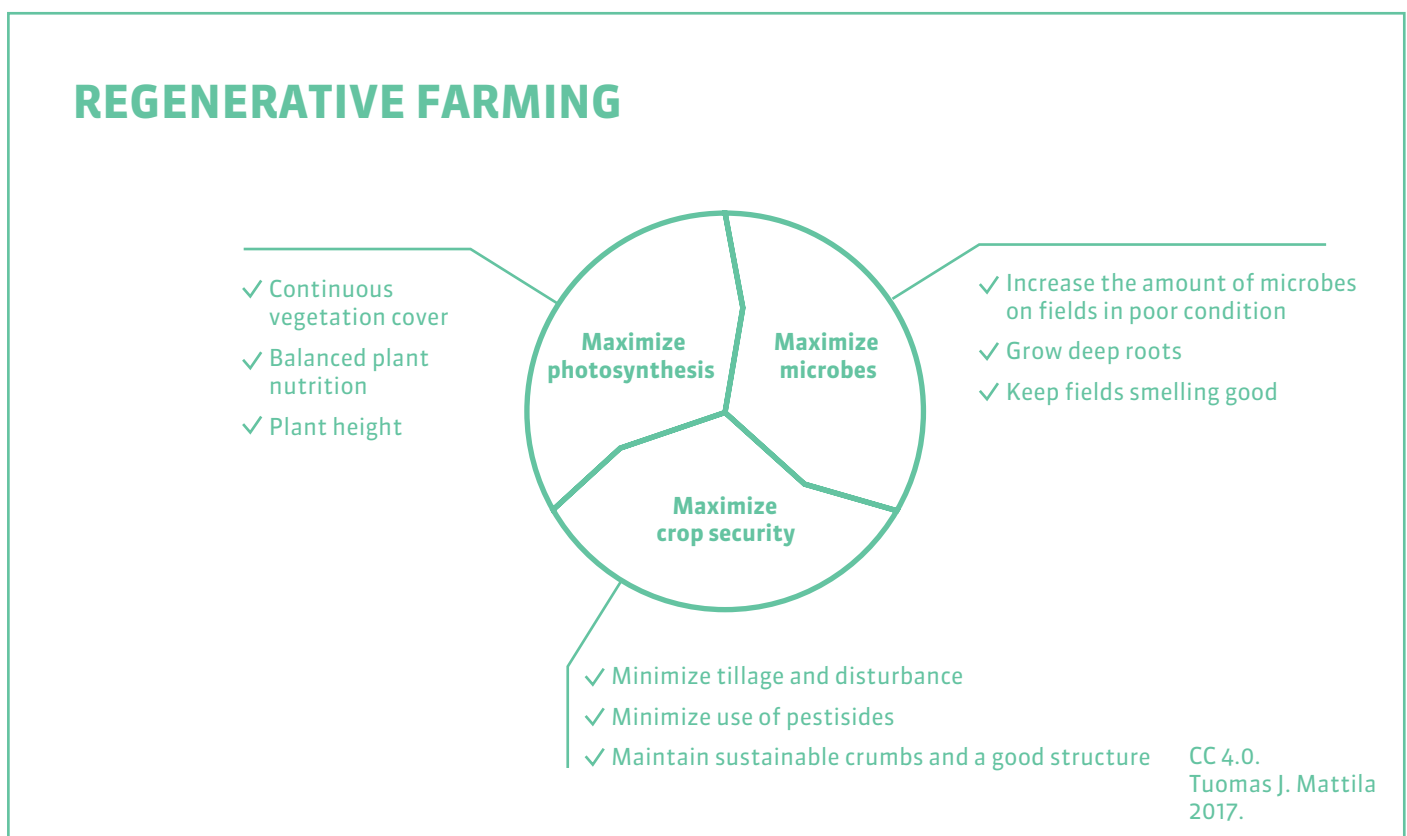 REGENERATIVE FARMING
Continuous
vegetation cover
Balanced plant
nutrition
Plant height
Maximize
photosynthesis
Maximize
microbes
Increase the amount of microbes
on fields in poor condition
Grow deep roots
Keep fields smelling good
Maximize
crop security
Minimize tillage and disturbance
Minimize use of pestisides
Maintain sustainable crumbs and a good structure
CC 4.0.
Tuomas J. Mattila
2017.